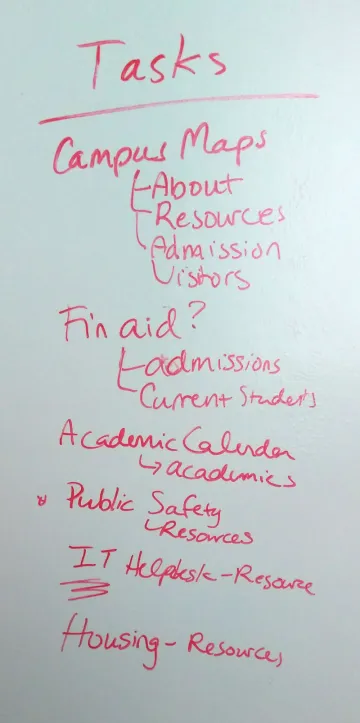 Tasks
Campus Maps
About
Resources
Admission
Visitors
Fin aid?
admissions
Current Students
Academic Calender
academics
Public Safety
Resources
IT Helpdesk - Resource
Housing - Resources